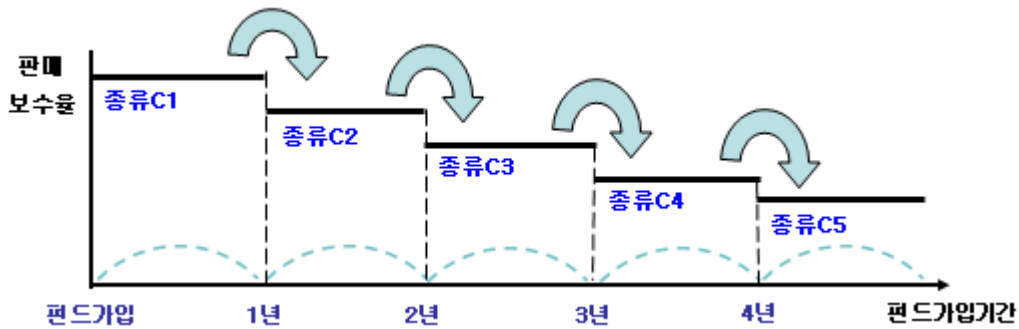 판매
보수율
종류C1
종류C2
종류C3
종류C4
종류C5
펀드가입
1년
2년
3년
4년
펀드가입기간